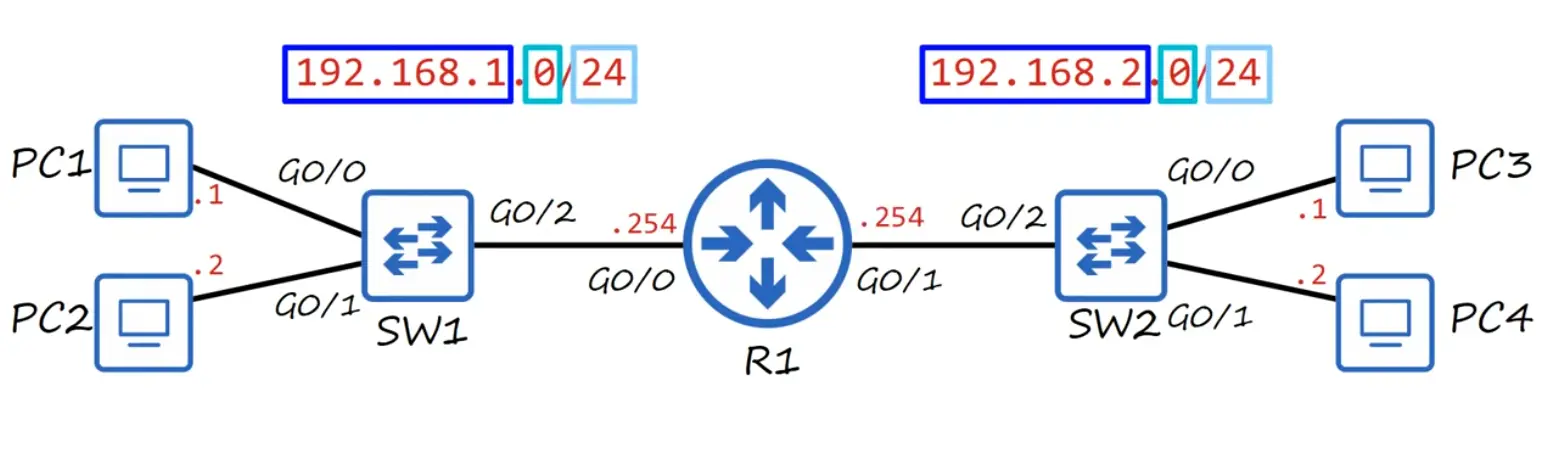 192.168.1.0/24
192.168.2.0/24
PC1
.1
G0/0
G0/2
.254
G0/0
.254
G0/1
G0/2
G0/0
.1
PC3
PC2
.2
G0/1
SW1
R1
SW2
G0/1
.2
PC4